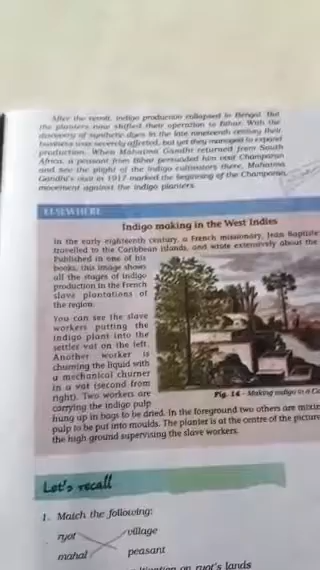 After the revolt, indigo production collapsed in Bengal. But
the planters now shifted their operation to Bihar. With the
discovery of synthetic dyes in the late nineteenth century their
business was severely affected, but yet they managed to expand
production. When Mahatma Gandhi returned from South
Africa, a peasant from Bihar persuaded him to visit Champaran
and see the plight of the indigo cultivators there. Mahatma
Gandhi's visit in 1917 marked the beginning of the Champaran
movement against the indigo planters.
ELSEWHERE
Indigo making in the West Indies
In the early eighteenth century, a French missionary, Jean Baptiste
travelled to the Caribbean islands, and wrote extensively about the
Published in one of his
books, this image shows
all the stages of indigo
production in the French
slave plantations of
the region.
You can see the slave
workers putting the
indigo plant into the
settler vat on the left.
Another worker is
churning the liquid with
a mechanical churner
in a vat (second from
right). Two workers are
carrying the indigo pulp
Fig. 14 – Making indigo in a Ca
hung up in bags to be dried. In the foreground two others are mixin
pulp to be put into moulds. The planter is at the centre of the picture
the high ground supervising the slave workers.
Let's recall
1. Match the following:
ryot village
mahal peasant
on ryot's lands